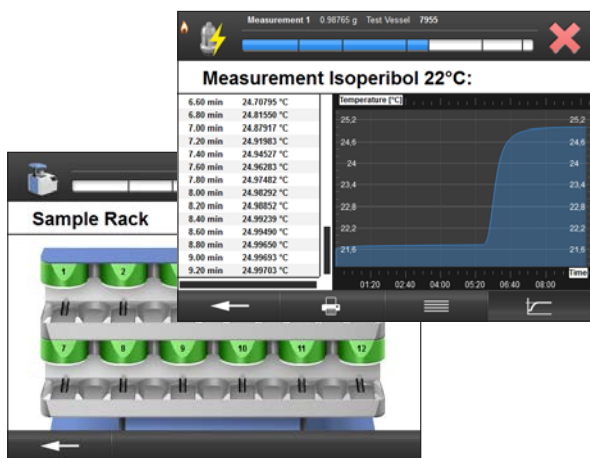 Measurement 1 0.98765 g Test Vessel 7955
Measurement Isoperibol 22°C:
6.60 min 24.70795 °C
6.80 min 24.81550 °C
7.00 min 24.87917 °C
7.20 min 24.91983 °C
7.40 min 24.94527 °C
7.60 min 24.96283 °C
7.80 min 24.97482 °C
8.00 min 24.98292 °C
8.20 min 24.98852 °C
8.40 min 24.99239 °C
8.60 min 24.99490 °C
8.80 min 24.99650 °C
9.00 min 24.99693 °C
9.20 min 24.99703 °C
Temperature [°C]
25,2 25,2
24,6 24,6
24 24
23,4 23,4
22,8 22,8
22,2 22,2
21,6 21,6
Time
01:20 02:40 04:00 05:20 06:40 08:00
Sample Rack
1 2
7 8 9 10 11 12